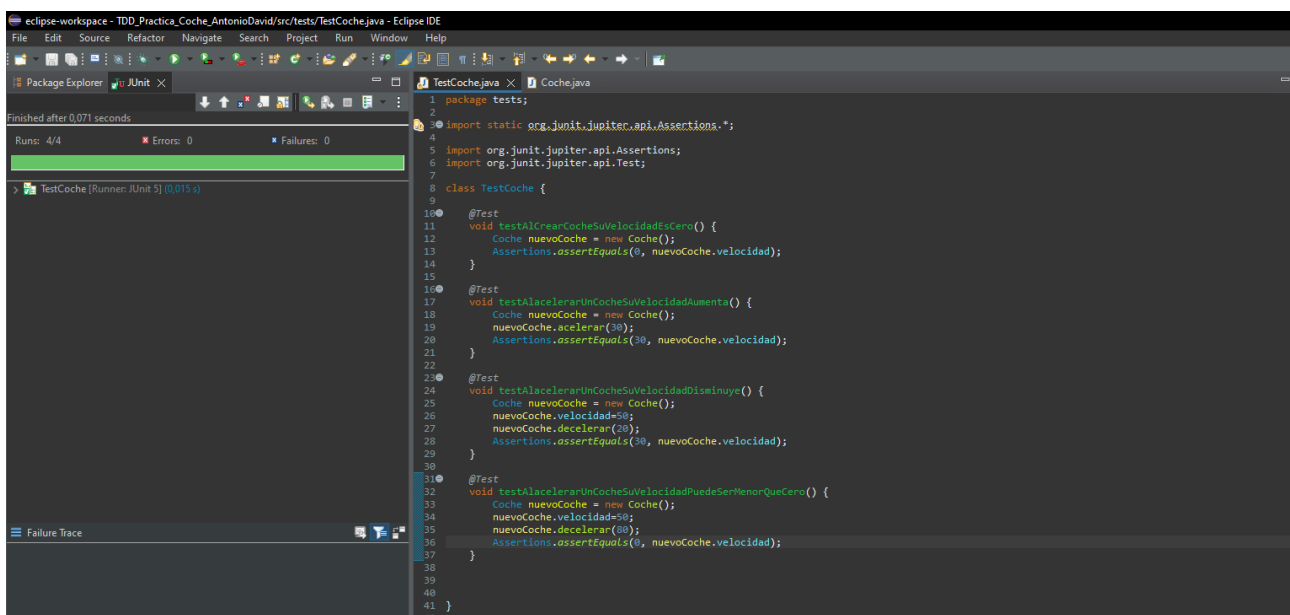 eclipse-workspace - TDD_Practica_Coche_AntonioDavid/src/tests/TestCoche.java - Eclipse IDE
File Edit Source Refactor Navigate Search Project Run Window Help
Package Explorer JUnit
Finished after 0,071 seconds
Runs: 4/4 Errors: 0 Failures: 0
TestCoche [Runner: JUnit 5] (0,015 s)
Failure Trace
TestCoche.java Coche.java
1 package tests;
2
3 import static org.junit.jupiter.api.Assertions.*;
4
5 import org.junit.jupiter.api.Assertions;
6 import org.junit.jupiter.api.Test;
7
8 class TestCoche {
9
10 @Test
11 void testAlCrearCocheSuVelocidadEsCero() {
12 Coche nuevoCoche = new Coche();
13 Assertions.assertEquals(0, nuevoCoche.velocidad);
14 }
15
16 @Test
17 void testAlacelerarUnCocheSuVelocidadAumenta() {
18 Coche nuevoCoche = new Coche();
19 nuevoCoche.acelerar(30);
20 Assertions.assertEquals(30, nuevoCoche.velocidad);
21 }
22
23 @Test
24 void testAlacelerarUnCocheSuVelocidadDisminuye() {
25 Coche nuevoCoche = new Coche();
26 nuevoCoche.velocidad=50;
27 nuevoCoche.decelerar(20);
28 Assertions.assertEquals(30, nuevoCoche.velocidad);
29 }
30
31 @Test
32 void testAlacelerarUnCocheSuVelocidadPuedeSerMenorQueCero() {
33 Coche nuevoCoche = new Coche();
34 nuevoCoche.velocidad=50;
35 nuevoCoche.decelerar(80);
36 Assertions.assertEquals(0, nuevoCoche.velocidad);
37 }
38
39
40
41 }